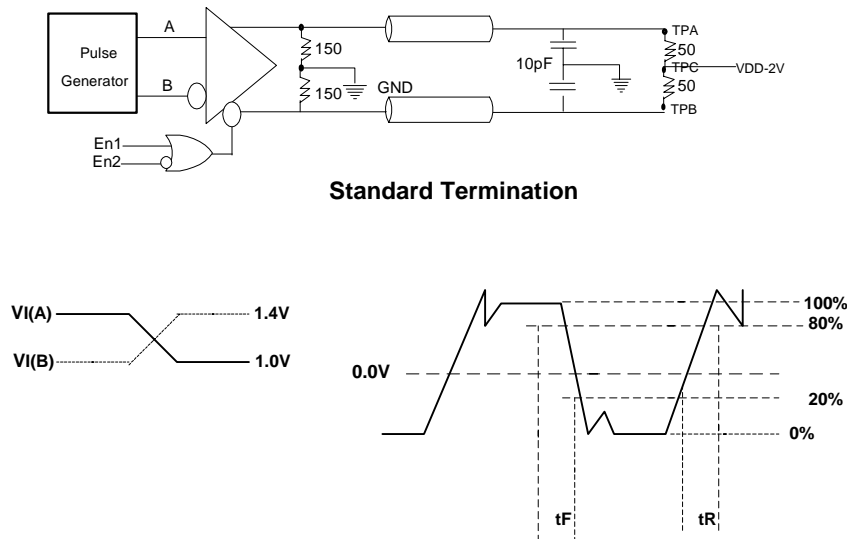 Pulse
Generator
A
B
En1
En2
150
150
GND
10pF
TPA
50
TPC
50
TPB
VDD-2V
Standard Termination
VI(A)
1.4V
VI(B)
1.0V
100%
80%
0.0V
20%
0%
tF
tR